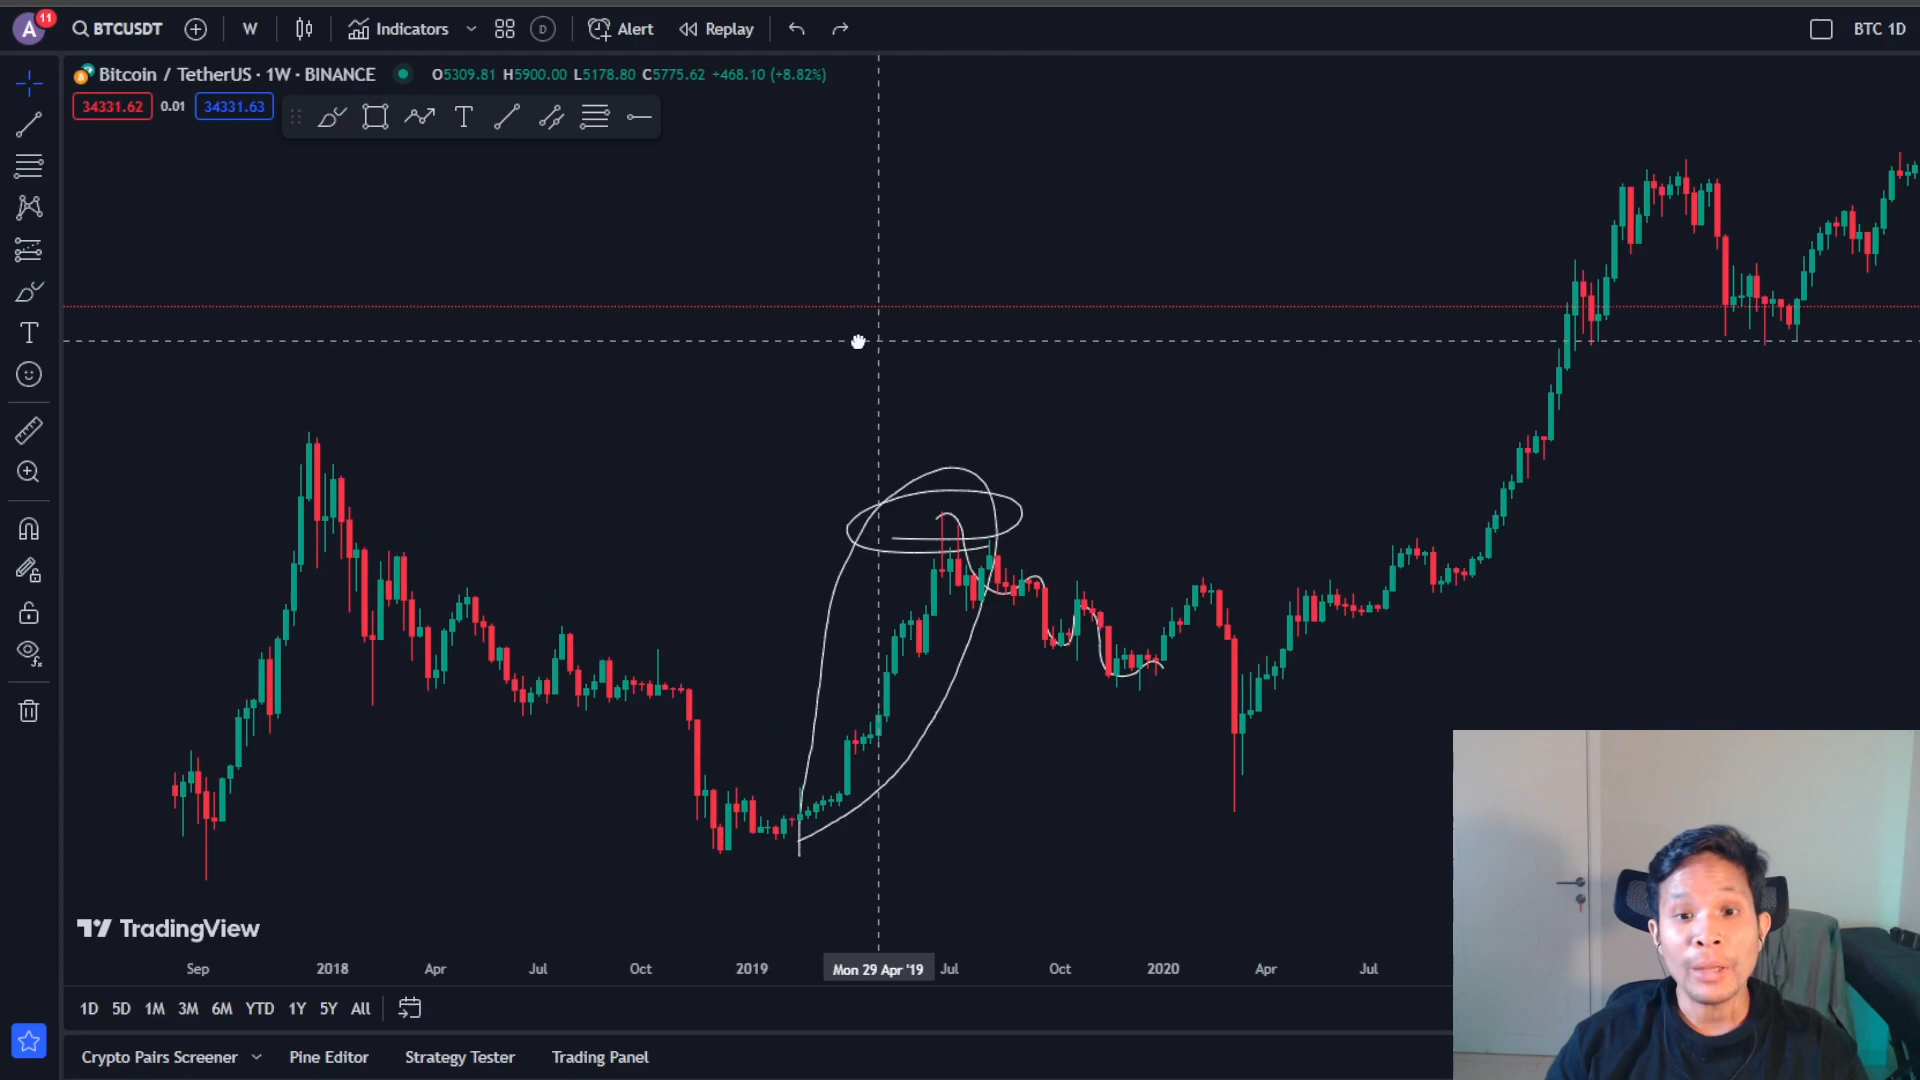 A 11 BTCUSDT W Indicators D Alert Replay BTC 1D
Bitcoin / TetherUS · 1W · BINANCE O5309.81 H5900.00 L5178.80 C5775.62 +468.10 (+8.82%)
34331.62 0.01 34331.63 T
T
TradingView
Sep 2018 Apr Jul Oct 2019 Mon 29 Apr '19 Jul Oct 2020 Apr Jul
1D 5D 1M 3M 6M YTD 1Y 5Y All
Crypto Pairs Screener Pine Editor Strategy Tester Trading Panel